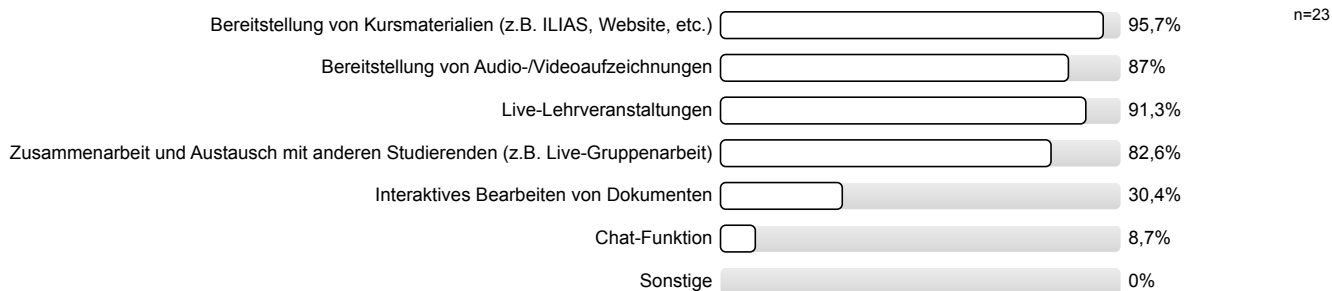 Bereitstellung von Kursmaterialien (z.B. ILIAS, Website, etc.) 95,7% n=23
Bereitstellung von Audio-/Videoaufzeichnungen 87%
Live-Lehrveranstaltungen 91,3%
Zusammenarbeit und Austausch mit anderen Studierenden (z.B. Live-Gruppenarbeit) 82,6%
Interaktives Bearbeiten von Dokumenten 30,4%
Chat-Funktion 8,7%
Sonstige 0%